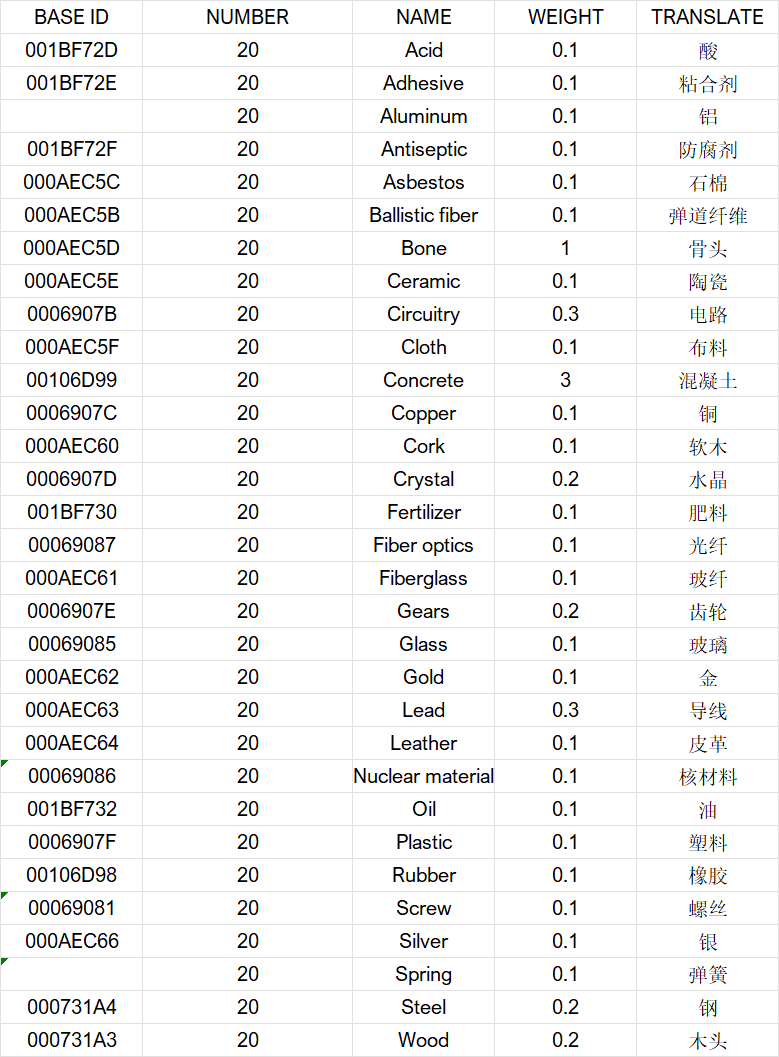 BASE ID NUMBER NAME WEIGHT TRANSLATE
001BF72D 20 Acid 0.1 酸
001BF72E 20 Adhesive 0.1 粘合剂
20 Aluminum 0.1 铝
001BF72F 20 Antiseptic 0.1 防腐剂
000AEC5C 20 Asbestos 0.1 石棉
000AEC5B 20 Ballistic fiber 0.1 弹道纤维
000AEC5D 20 Bone 1 骨头
000AEC5E 20 Ceramic 0.1 陶瓷
0006907B 20 Circuitry 0.3 电路
000AEC5F 20 Cloth 0.1 布料
00106D99 20 Concrete 3 混凝土
0006907C 20 Copper 0.1 铜
000AEC60 20 Cork 0.1 软木
0006907D 20 Crystal 0.2 水晶
001BF730 20 Fertilizer 0.1 肥料
00069087 20 Fiber optics 0.1 光纤
000AEC61 20 Fiberglass 0.1 玻纤
0006907E 20 Gears 0.2 齿轮
00069085 20 Glass 0.1 玻璃
000AEC62 20 Gold 0.1 金
000AEC63 20 Lead 0.3 导线
000AEC64 20 Leather 0.1 皮革
00069086 20 Nuclear material 0.1 核材料
001BF732 20 Oil 0.1 油
0006907F 20 Plastic 0.1 塑料
00106D98 20 Rubber 0.1 橡胶
00069081 20 Screw 0.1 螺丝
000AEC66 20 Silver 0.1 银
20 Spring 0.1 弹簧
000731A4 20 Steel 0.2 钢
000731A3 20 Wood 0.2 木头